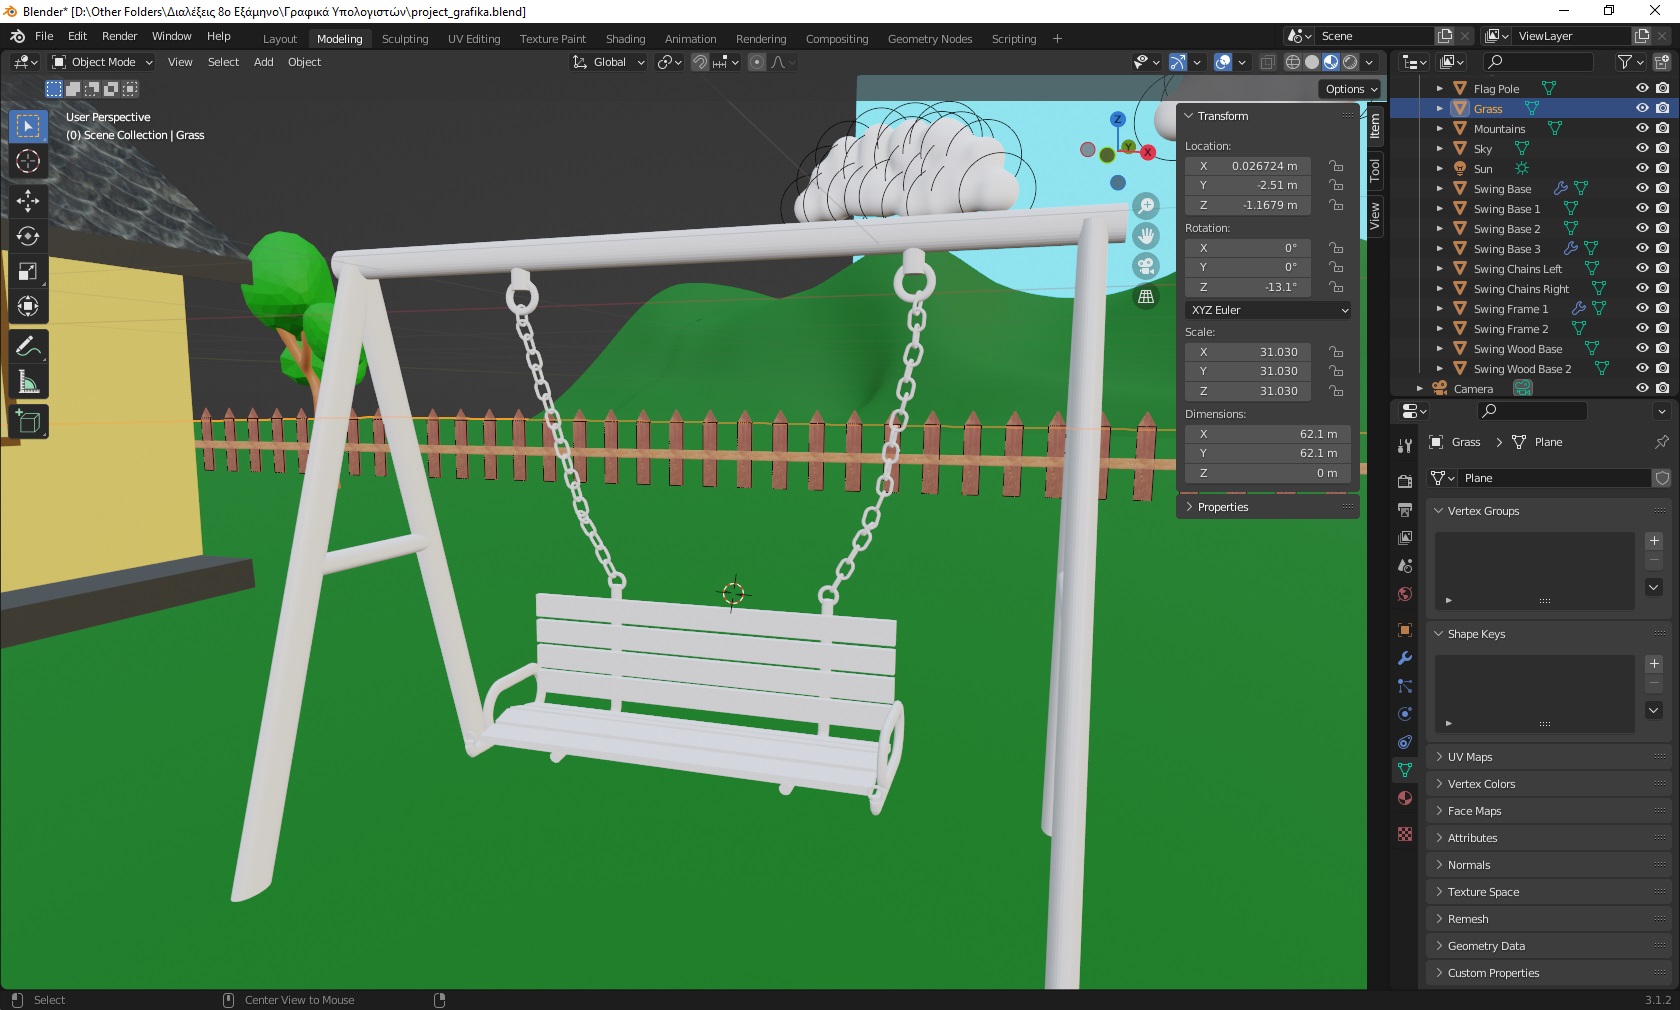 Blender* [D:\Other Folders\Διαλέξεις 8ο Εξάμηνο\Γραφικά Υπολογιστών\project_grafika.blend]
File Edit Render Window Help Layout Modeling Sculpting UV Editing Texture Paint Shading Animation Rendering Compositing Geometry Nodes Scripting + Scene ViewLayer
Object Mode View Select Add Object Global
Options
User Perspective
(0) Scene Collection | Grass
Z
Y
X
Item
Tool
View
Transform
Location:
X 0.026724 m
Y -2.51 m
Z -1.1679 m
Rotation:
X 0°
Y 0°
Z -13.1°
XYZ Euler
Scale:
X 31.030
Y 31.030
Z 31.030
Dimensions:
X 62.1 m
Y 62.1 m
Z 0 m
Properties
Flag Pole
Grass
Mountains
Sky
Sun
Swing Base
Swing Base 1
Swing Base 2
Swing Base 3
Swing Chains Left
Swing Chains Right
Swing Frame 1
Swing Frame 2
Swing Wood Base
Swing Wood Base 2
Camera
Grass > Plane
Plane
Vertex Groups
Shape Keys
UV Maps
Vertex Colors
Face Maps
Attributes
Normals
Texture Space
Remesh
Geometry Data
Custom Properties
Select Center View to Mouse 3.1.2